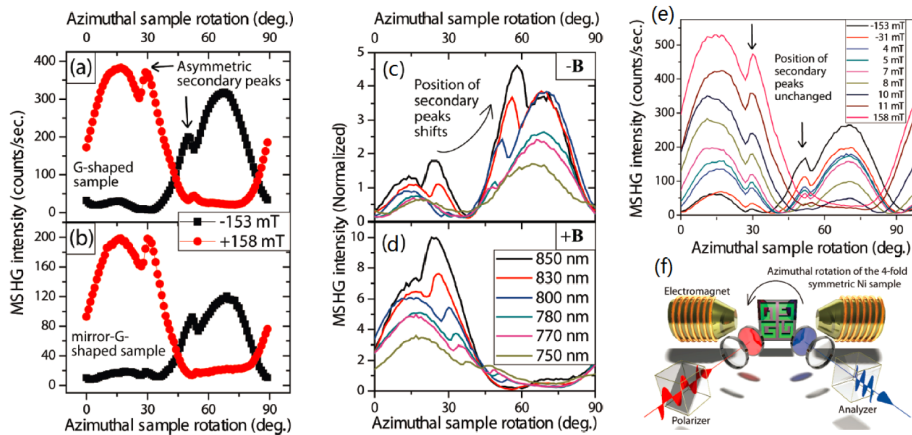 Azimuthal sample rotation (deg.)
0 30 60 90
(a)
Asymmetric
secondary peaks
400
300
200
100
0
G-shaped
sample
-153 mT
+158 mT
(b)
200
160
120
80
40
0
mirror-G-
shaped sample
MSHG intensity (counts/sec.)
0 30 60 90
Azimuthal sample rotation (deg.)
Azimuthal sample rotation (deg.)
0 30 60 90
(c)
-B
Position of
secondary
peaks
shifts
5
4
3
2
1
0
(d)
+B
10
8
6
4
2
0
850 nm
830 nm
800 nm
780 nm
770 nm
750 nm
MSHG intensity (Normalized)
0 30 60 90
Azimuthal sample rotation (deg.)
(e)
Position of
secondary
peaks
unchanged
-153 mT
-31 mT
4 mT
5 mT
7 mT
8 mT
10 mT
11 mT
158 mT
500
400
300
200
100
0
MSHG intensity (counts/sec.)
0 30 60 90
Azimuthal sample rotation (deg.)
(f)
Azimuthal rotation of the 4-fold
symmetric Ni sample
Electromagnet
Polarizer
Analyzer